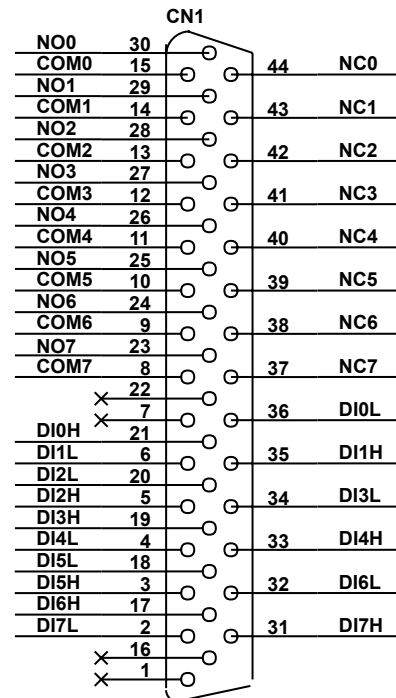 CN1
NO0 30
COM0 15 44 NC0
NO1 29
COM1 14 43 NC1
NO2 28
COM2 13 42 NC2
NO3 27
COM3 12 41 NC3
NO4 26
COM4 11 40 NC4
NO5 25
COM5 10 39 NC5
NO6 24
COM6 9 38 NC6
NO7 23
COM7 8 37 NC7
22
7 36 DI0L
DI0H 21
DI1L 6 35 DI1H
DI2L 20
DI2H 5 34 DI3L
DI3H 19
DI4L 4 33 DI4H
DI5L 18
DI5H 3 32 DI6L
DI6H 17
DI7L 2 31 DI7H
16
1